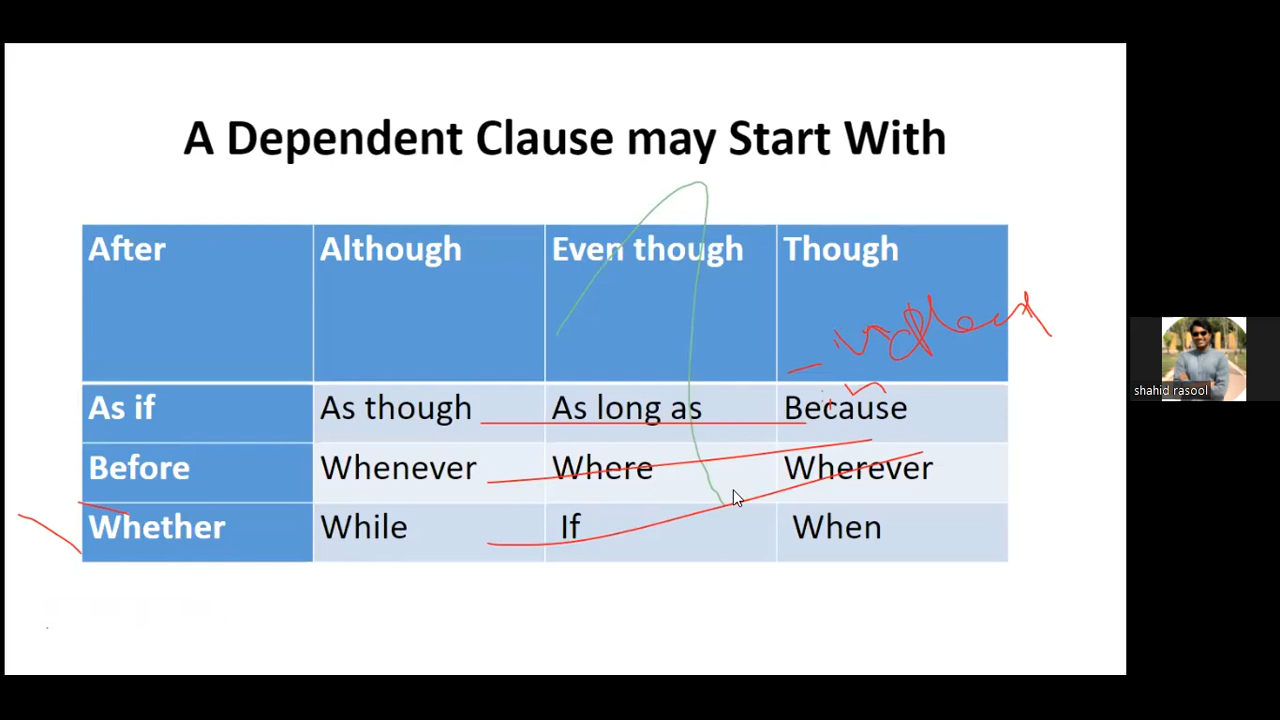 A Dependent Clause may Start With
After Although Even though Though
As if As though As long as Because
Before Whenever Where Wherever
Whether While If When
shahid rasool